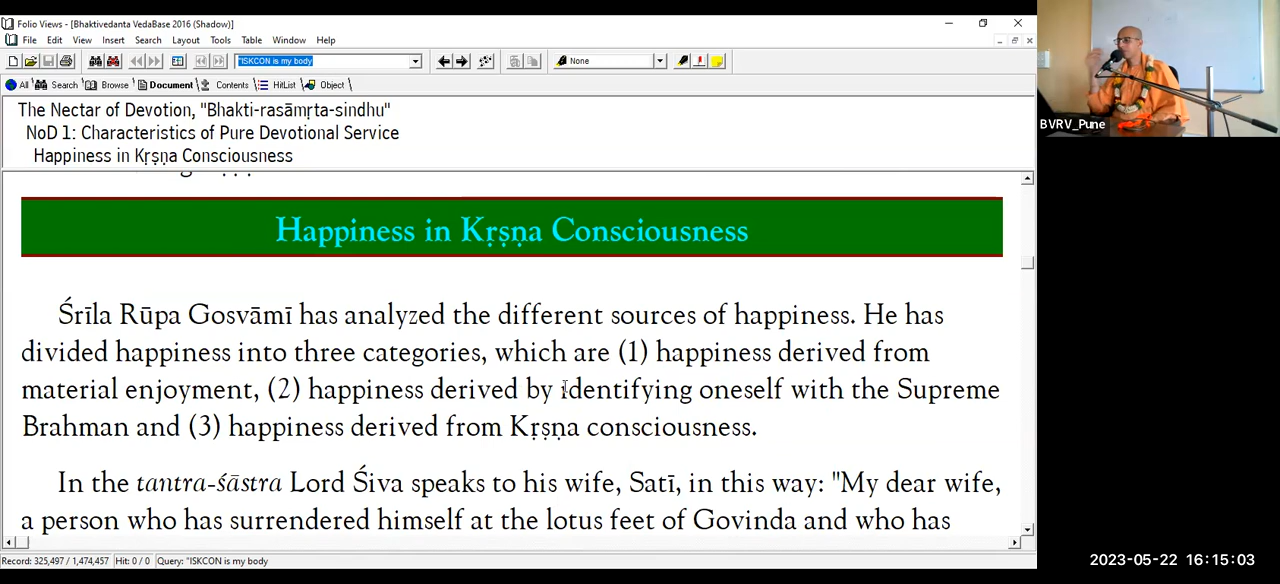 Folio Views - [Bhaktivedanta VedaBase 2016 (Shadow)]
File Edit View Insert Search Layout Tools Table Window Help
"ISKCON is my body
None
All Search Browse Document Contents HitList Object
The Nectar of Devotion, "Bhakti-rasāmṛta-sindhu"
NoD 1: Characteristics of Pure Devotional Service
Happiness in Kṛṣṇa Consciousness
Happiness in Kṛṣṇa Consciousness
Śrīla Rūpa Gosvāmī has analyzed the different sources of happiness. He has
divided happiness into three categories, which are (1) happiness derived from
material enjoyment, (2) happiness derived by identifying oneself with the Supreme
Brahman and (3) happiness derived from Kṛṣṇa consciousness.
In the tantra-śāstra Lord Śiva speaks to his wife, Satī, in this way: "My dear wife,
a person who has surrendered himself at the lotus feet of Govinda and who has
Record: 325,497 / 1,474,457 Hit: 0 / 0 Query: "ISKCON is my body
BVRV_Pune
2023-05-22 16:15:03